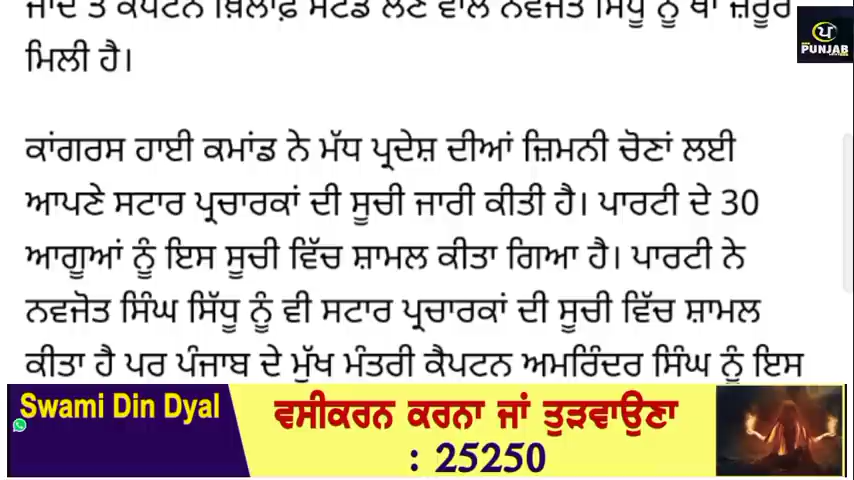 ਮਿਲੀ ਹੈ।
ਕਾਂਗਰਸ ਹਾਈ ਕਮਾਂਡ ਨੇ ਮੱਧ ਪ੍ਰਦੇਸ਼ ਦੀਆਂ ਜ਼ਿਮਨੀ ਚੋਣਾਂ ਲਈ
ਆਪਣੇ ਸਟਾਰ ਪ੍ਰਚਾਰਕਾਂ ਦੀ ਸੂਚੀ ਜਾਰੀ ਕੀਤੀ ਹੈ। ਪਾਰਟੀ ਦੇ 30
ਆਗੂਆਂ ਨੂੰ ਇਸ ਸੂਚੀ ਵਿੱਚ ਸ਼ਾਮਲ ਕੀਤਾ ਗਿਆ ਹੈ। ਪਾਰਟੀ ਨੇ
ਨਵਜੋਤ ਸਿੰਘ ਸਿੱਧੂ ਨੂੰ ਵੀ ਸਟਾਰ ਪ੍ਰਚਾਰਕਾਂ ਦੀ ਸੂਚੀ ਵਿੱਚ ਸ਼ਾਮਲ
ਕੀਤਾ ਹੈ ਪਰ ਪੰਜਾਬ ਦੇ ਮੁੱਖ ਮੰਤਰੀ ਕੈਪਟਨ ਅਮਰਿੰਦਰ ਸਿੰਘ ਨੂੰ ਇਸ
Swami Din Dyal
ਵਸੀਕਰਨ ਕਰਨਾ ਜਾਂ ਤੁੜਵਾਉਣਾ
: 25250
ਪ
PUNJAB